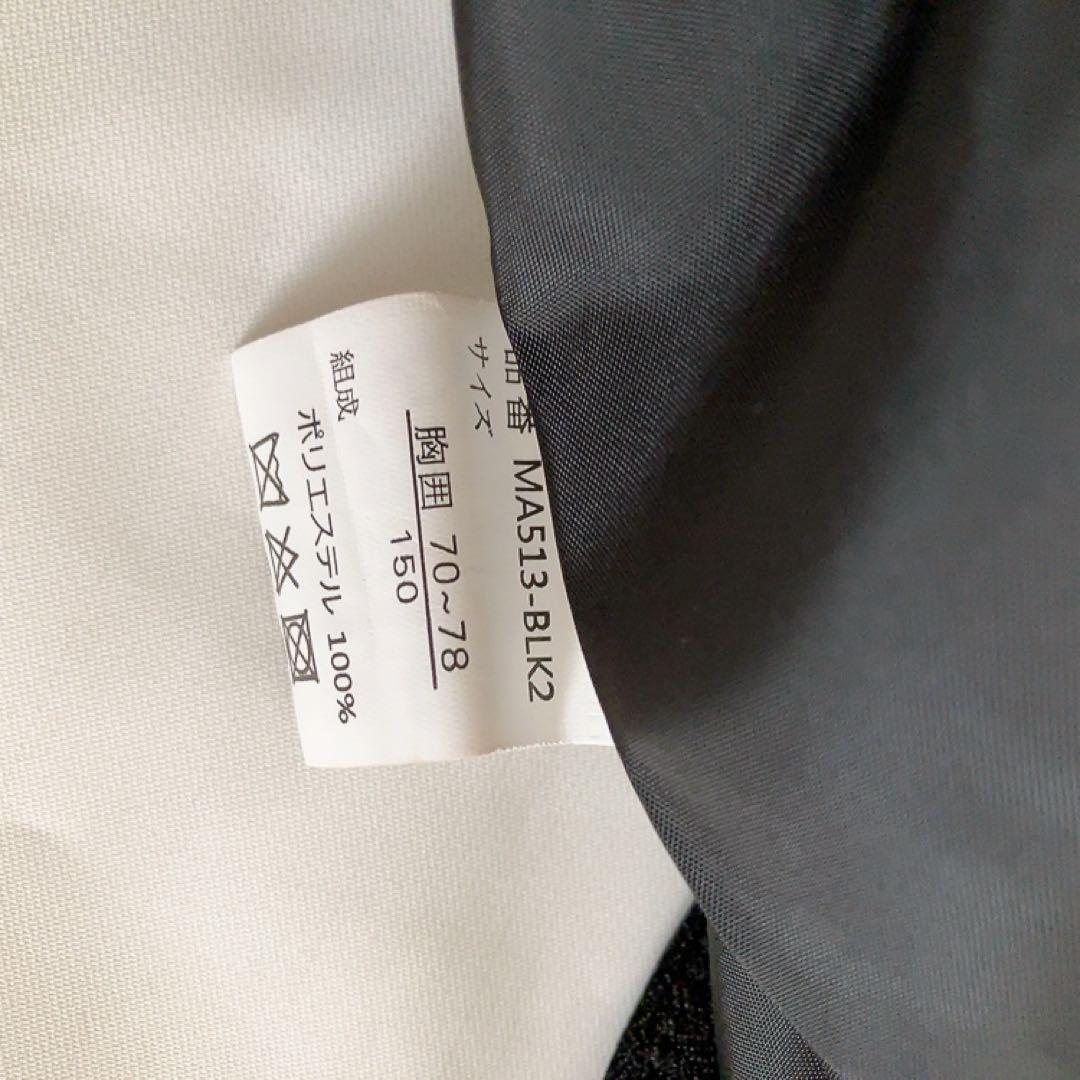 品番 MA513-BLK2
サイズ
胸囲 70~78
150
組成
ポリエステル 100%